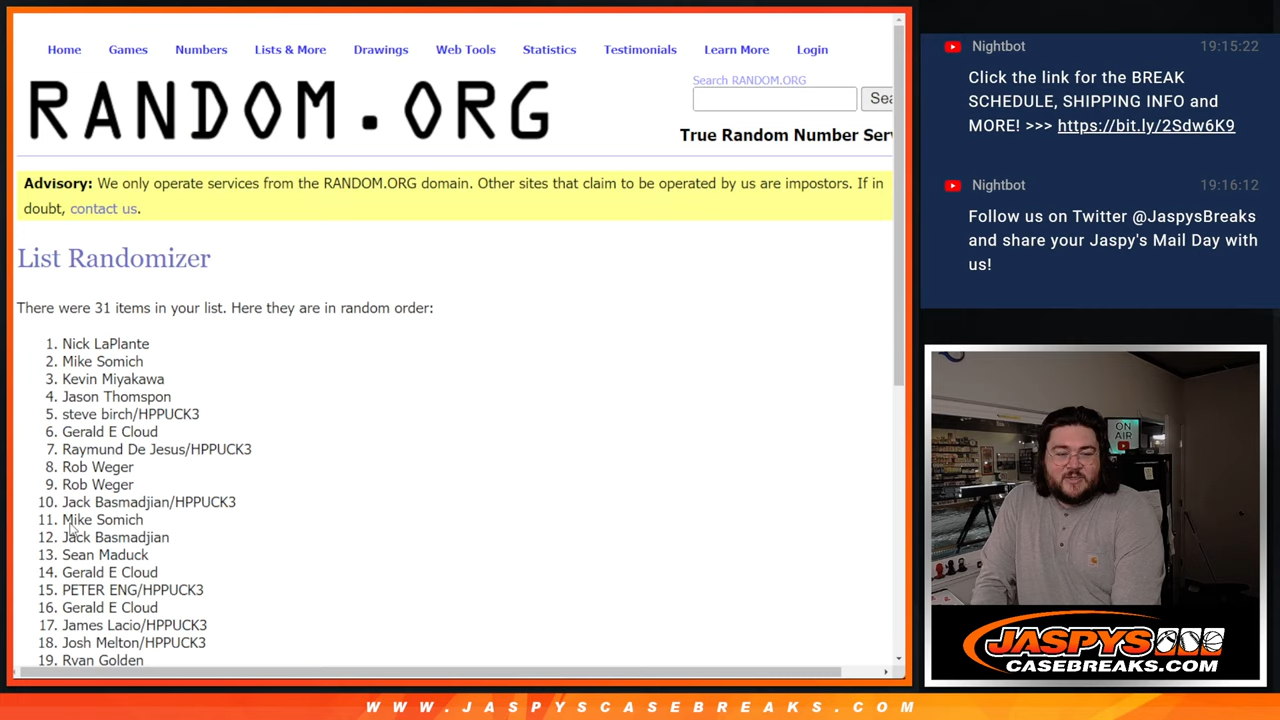 Home Games Numbers Lists & More Drawings Web Tools Statistics Testimonials Learn More Login
RANDOM.ORG
Search RANDOM.ORG
Sea
True Random Number Serv
Advisory: We only operate services from the RANDOM.ORG domain. Other sites that claim to be operated by us are impostors. If in
doubt, contact us.
List Randomizer
There were 31 items in your list. Here they are in random order:
1. Nick LaPlante
2. Mike Somich
3. Kevin Miyakawa
4. Jason Thomspon
5. steve birch/HPPUCK3
6. Gerald E Cloud
7. Raymund De Jesus/HPPUCK3
8. Rob Weger
9. Rob Weger
10. Jack Basmadjian/HPPUCK3
11. Mike Somich
12. Jack Basmadjian
13. Sean Maduck
14. Gerald E Cloud
15. PETER ENG/HPPUCK3
16. Gerald E Cloud
17. James Lacio/HPPUCK3
18. Josh Melton/HPPUCK3
19. Ryan Golden
Nightbot 19:15:22
Click the link for the BREAK
SCHEDULE, SHIPPING INFO and
MORE! >>> https://bit.ly/2Sdw6K9
Nightbot 19:16:12
Follow us on Twitter @JaspysBreaks
and share your Jaspy's Mail Day with
us!
ON
AIR
JASPYS
CASEBREAKS.COM
WWW.JASPYSCASEBREAKS.COM